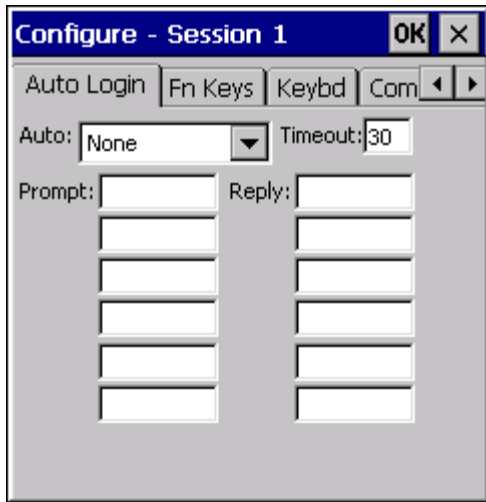 Configure - Session 1 OK ×
Auto Login Fn Keys Keybd Com
Auto: None Timeout: 30
Prompt: Reply: